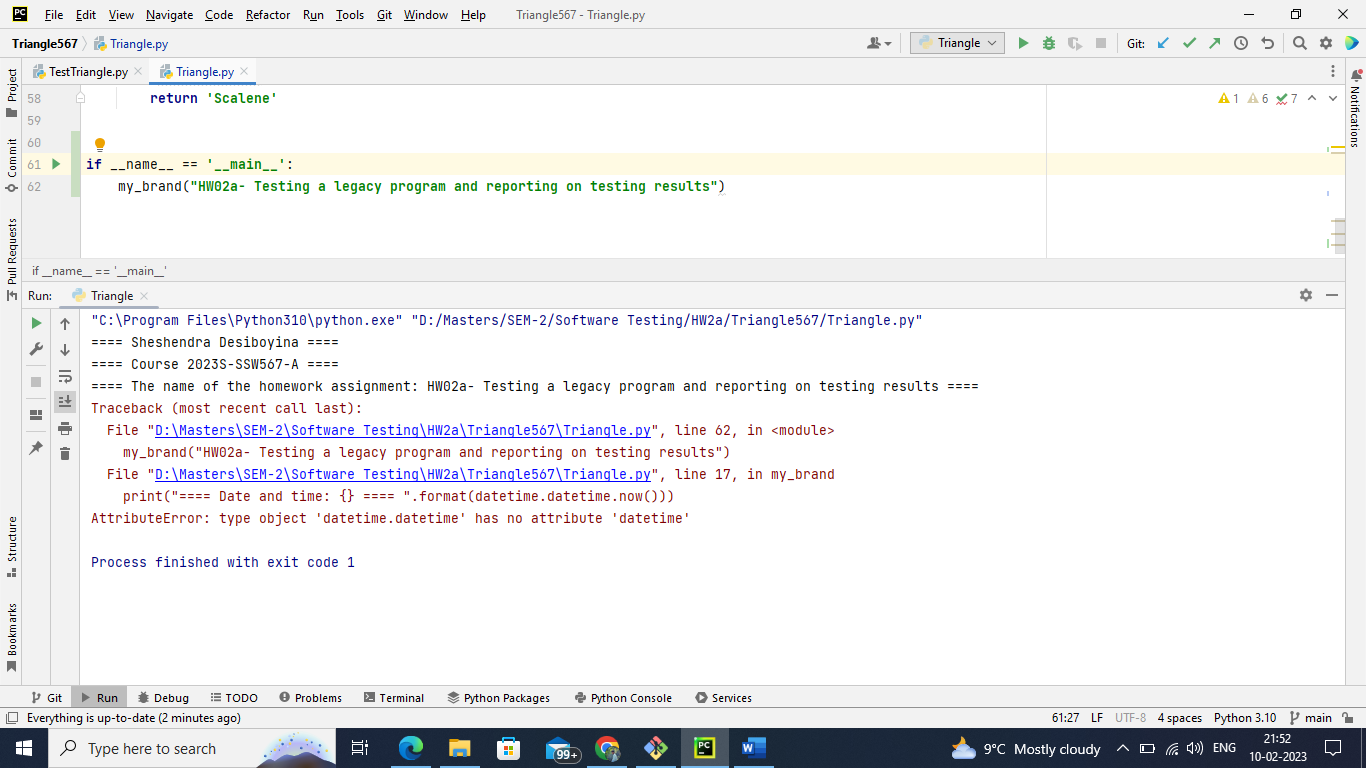 File Edit View Navigate Code Refactor Run Tools Git Window Help Triangle567 - Triangle.py
Triangle567 Triangle.py Triangle Git:
TestTriangle.py Triangle.py
Project
Commit
Pull Requests
Structure
Bookmarks
Notifications
58 return 'Scalene'
1 6 7
59
60
61 if __name__ == '__main__':
62 my_brand("HW02a- Testing a legacy program and reporting on testing results")
if __name__ == '__main__'
Run: Triangle
"C:\Program Files\Python310\python.exe" "D:/Masters/SEM-2/Software Testing/HW2a/Triangle567/Triangle.py"
==== Sheshendra Desiboyina ====
==== Course 2023S-SSW567-A ====
==== The name of the homework assignment: HW02a- Testing a legacy program and reporting on testing results ====
Traceback (most recent call last):
File "D:\Masters\SEM-2\Software Testing\HW2a\Triangle567\Triangle.py", line 62, in <module>
my_brand("HW02a- Testing a legacy program and reporting on testing results")
File "D:\Masters\SEM-2\Software Testing\HW2a\Triangle567\Triangle.py", line 17, in my_brand
print("==== Date and time: {} ==== ".format(datetime.datetime.now()))
AttributeError: type object 'datetime.datetime' has no attribute 'datetime'
Process finished with exit code 1
Git Run Debug TODO Problems Terminal Python Packages Python Console Services
Everything is up-to-date (2 minutes ago) 61:27 LF UTF-8 4 spaces Python 3.10 main
Type here to search 99+ 9°C Mostly cloudy ENG 21:52
10-02-2023